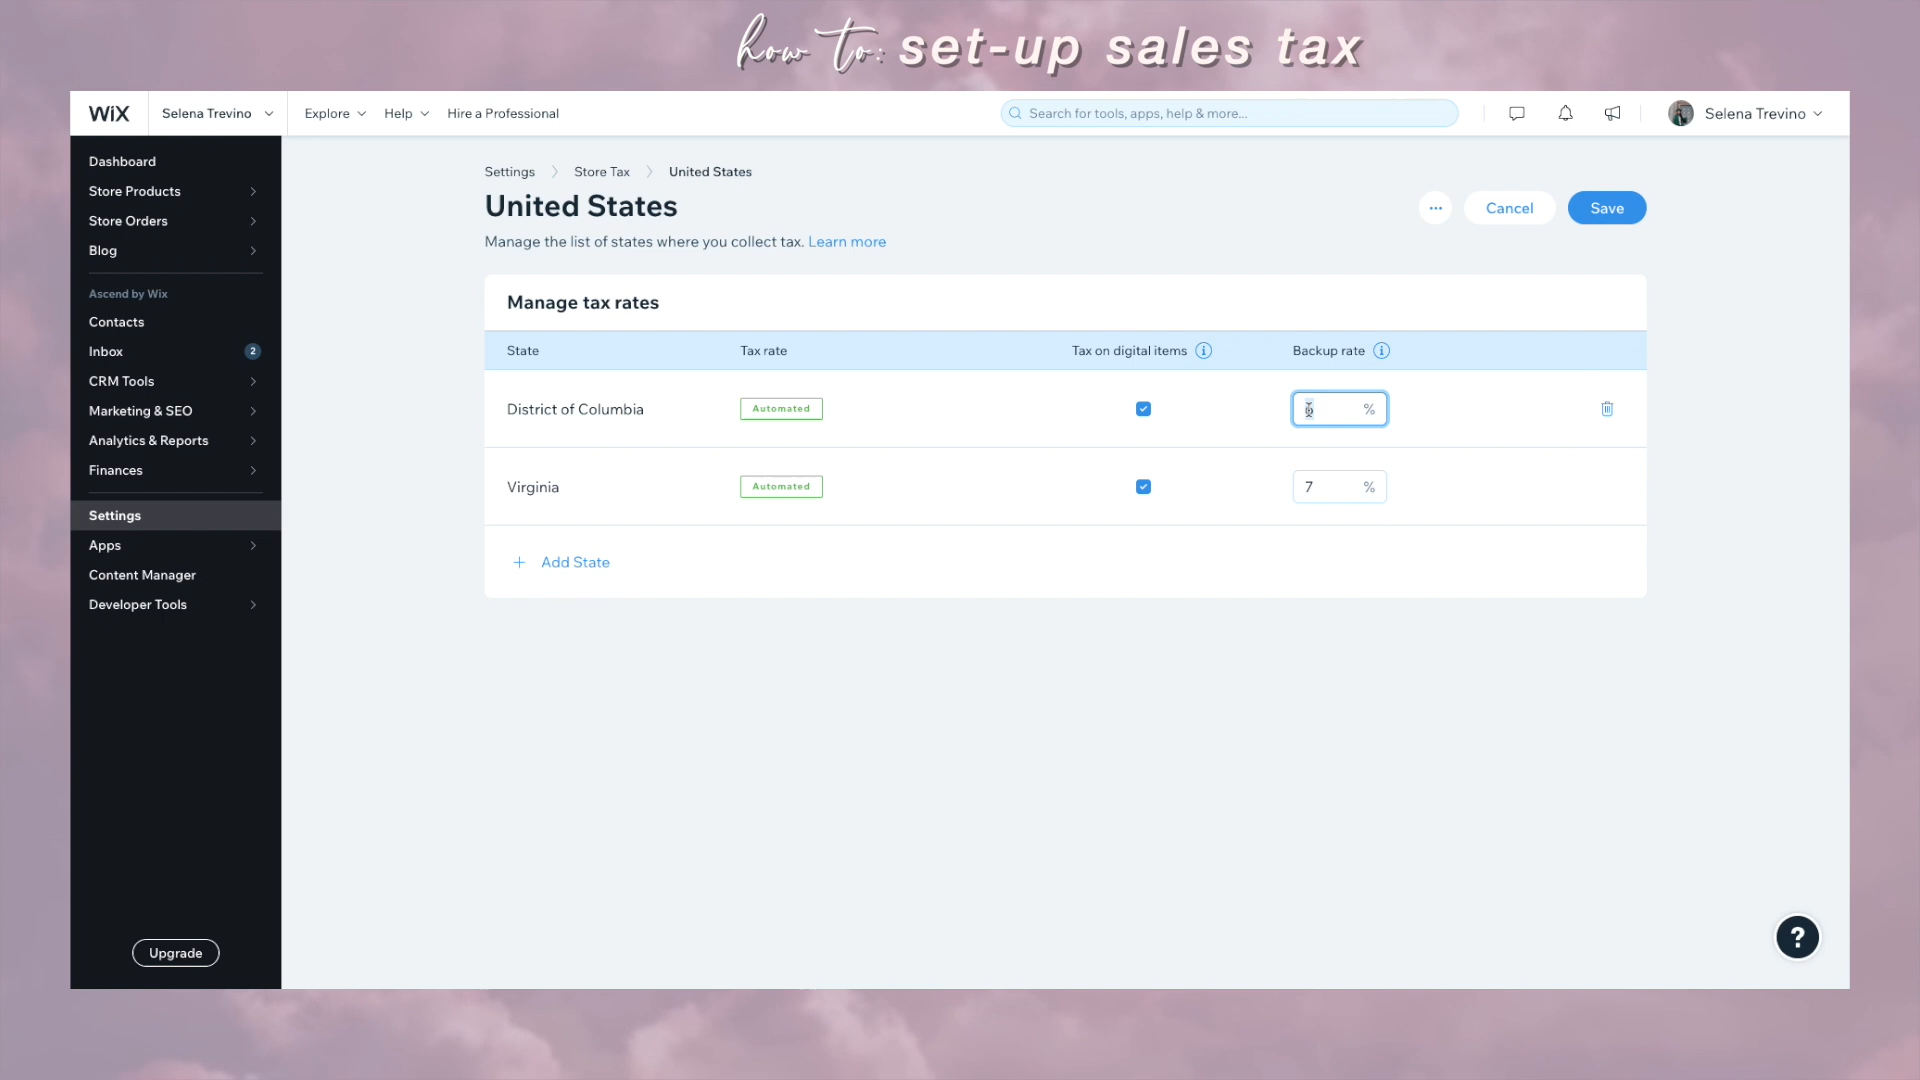 how to: set-up sales tax
WiX
Selena Trevino
Explore
Help
Hire a Professional
Search for tools, apps, help & more...
Selena Trevino
Dashboard
Store Products
Store Orders
Blog
Ascend by Wix
Contacts
Inbox
2
CRM Tools
Marketing & SEO
Analytics & Reports
Finances
Settings
Apps
Content Manager
Developer Tools
Upgrade
Settings > Store Tax > United States
United States
... Cancel Save
Manage the list of states where you collect tax. Learn more
Manage tax rates
State Tax rate Tax on digital items i Backup rate i
District of Columbia Automated %
Virginia Automated 7 %
+ Add State
?